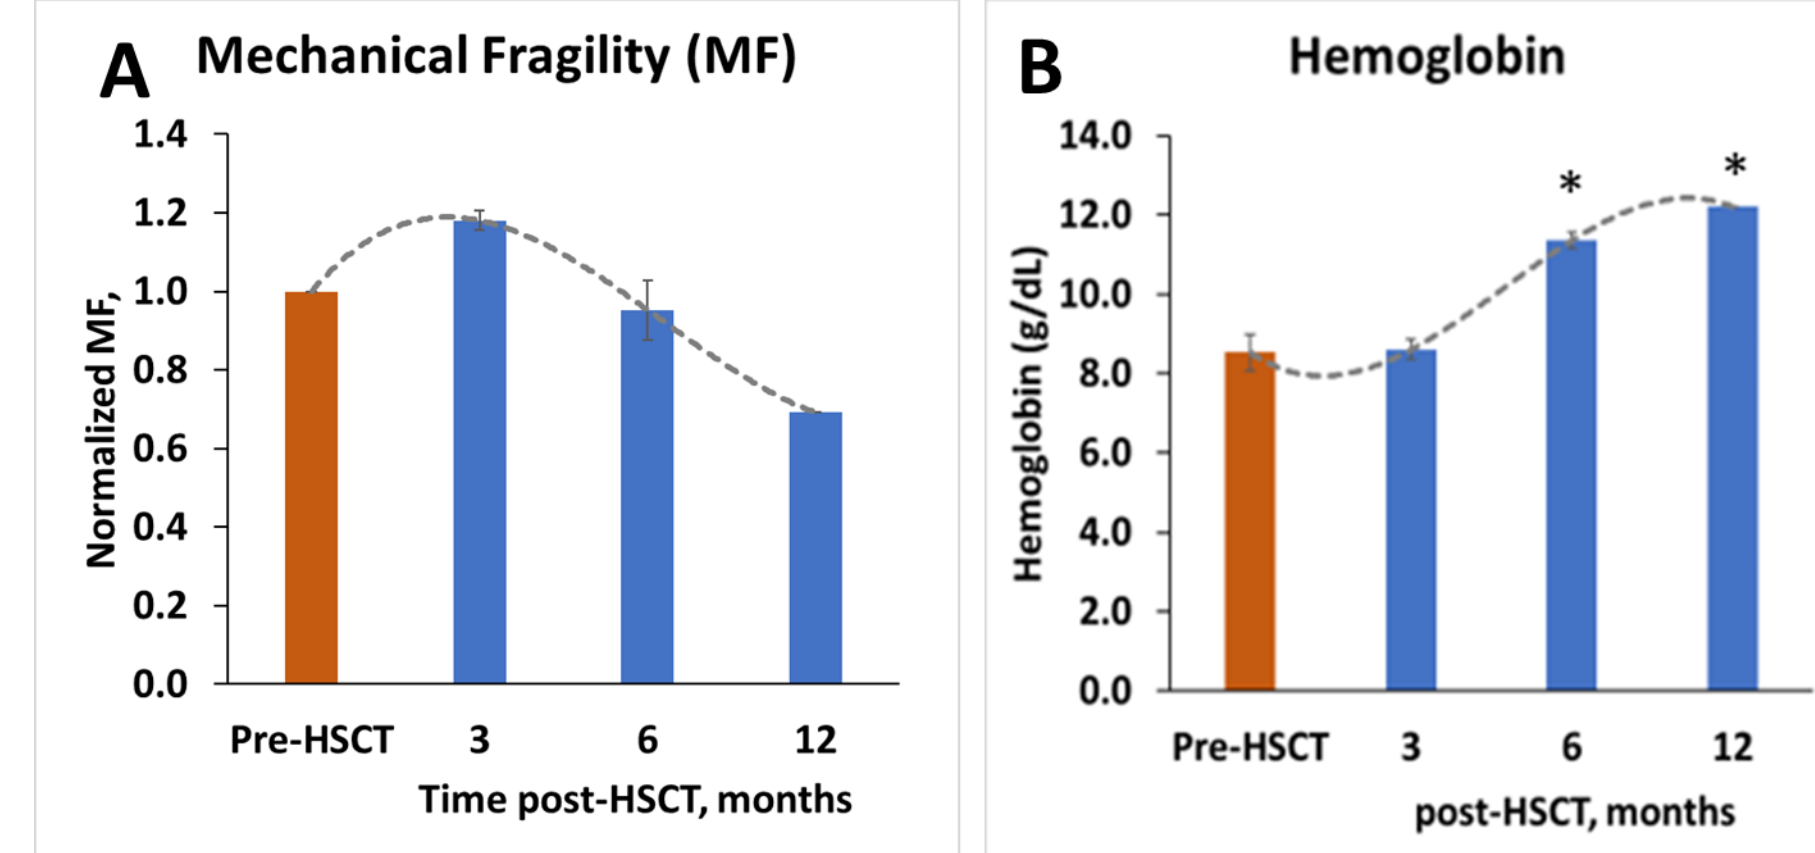 A Mechanical Fragility (MF)
1.4
1.2
1.0
0.8
0.6
0.4
0.2
0.0
Normalized MF,
Pre-HSCT 3 6 12
Time post-HSCT, months
B Hemoglobin
14.0
12.0
10.0
8.0
6.0
4.0
2.0
0.0
Hemoglobin (g/dL)
* *
Pre-HSCT 3 6 12
post-HSCT, months